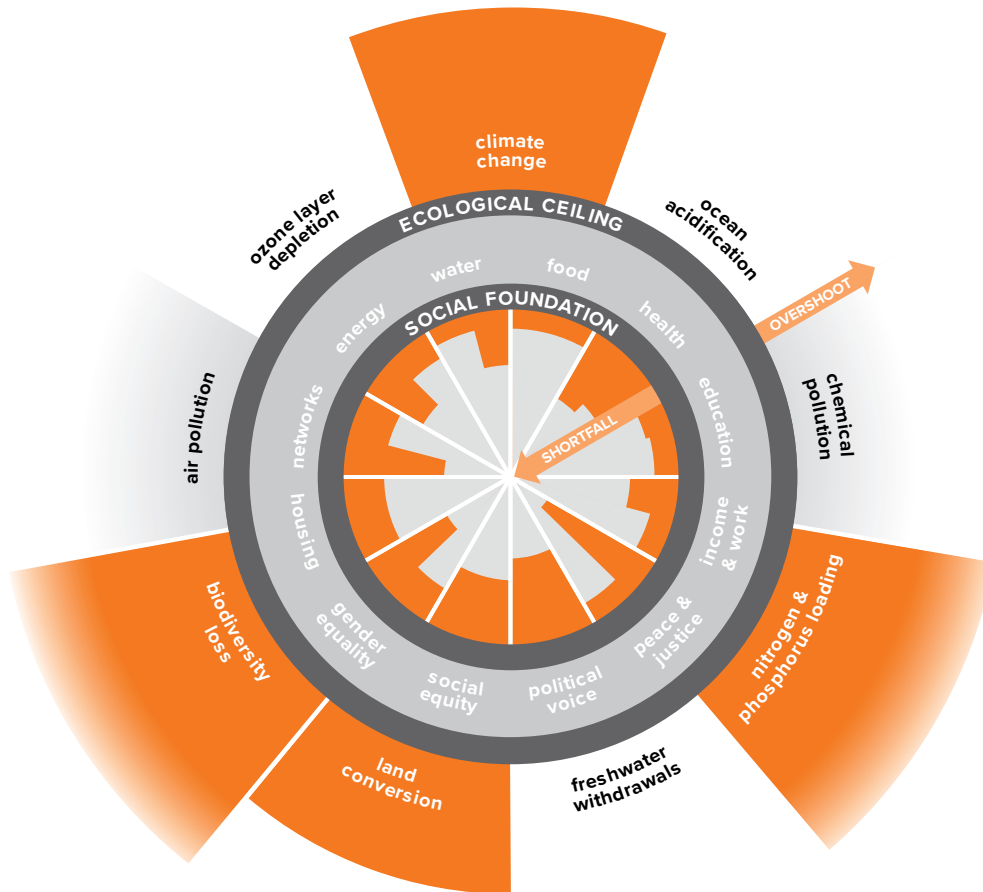 climate
change
ozone layer
depletion
ECOLOGICAL CEILING
ocean
acidification
water
food
OVERSHOOT
energy
SOCIAL FOUNDATION
health
networks
education
air pollution
chemical
pollution
SHORTFALL
housing
income
& work
biodiversity
loss
gender
equality
peace &
justice
nitrogen &
phosphorus loading
social
equity
political
voice
land
conversion
freshwater
withdrawals